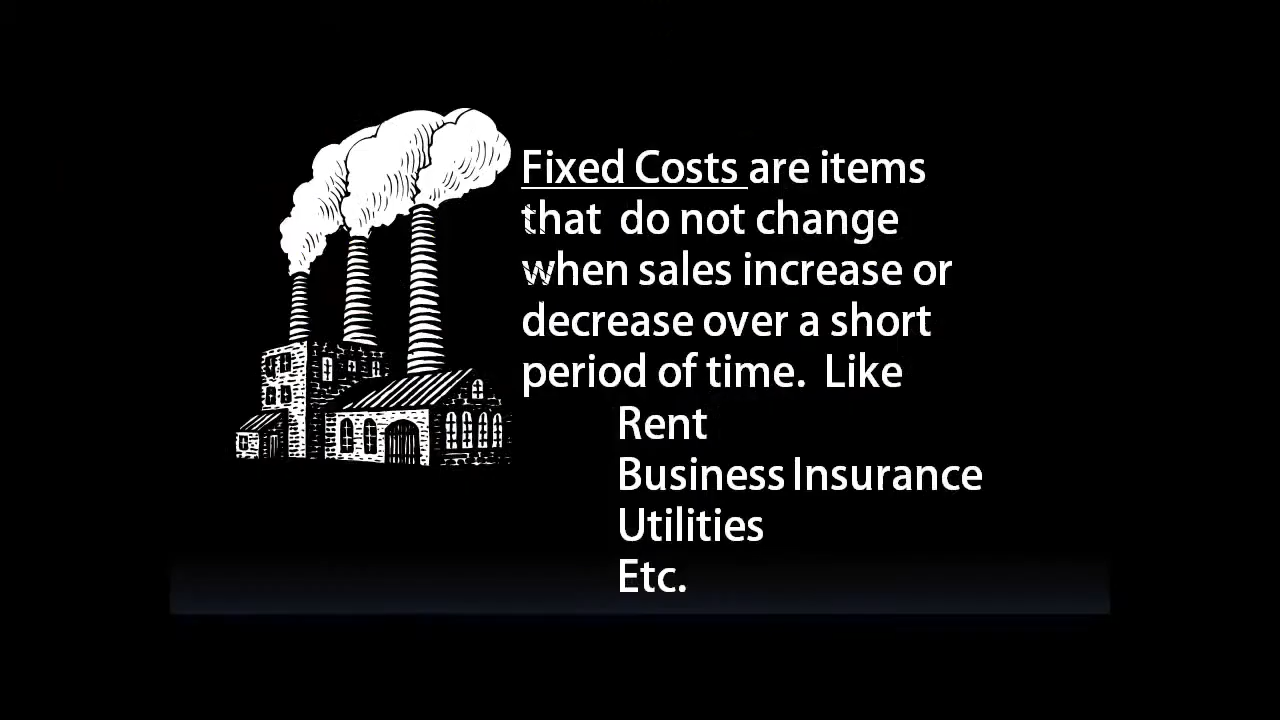 Fixed Costs are items
that do not change
when sales increase or
decrease over a short
period of time. Like
Rent
Business Insurance
Utilities
Etc.